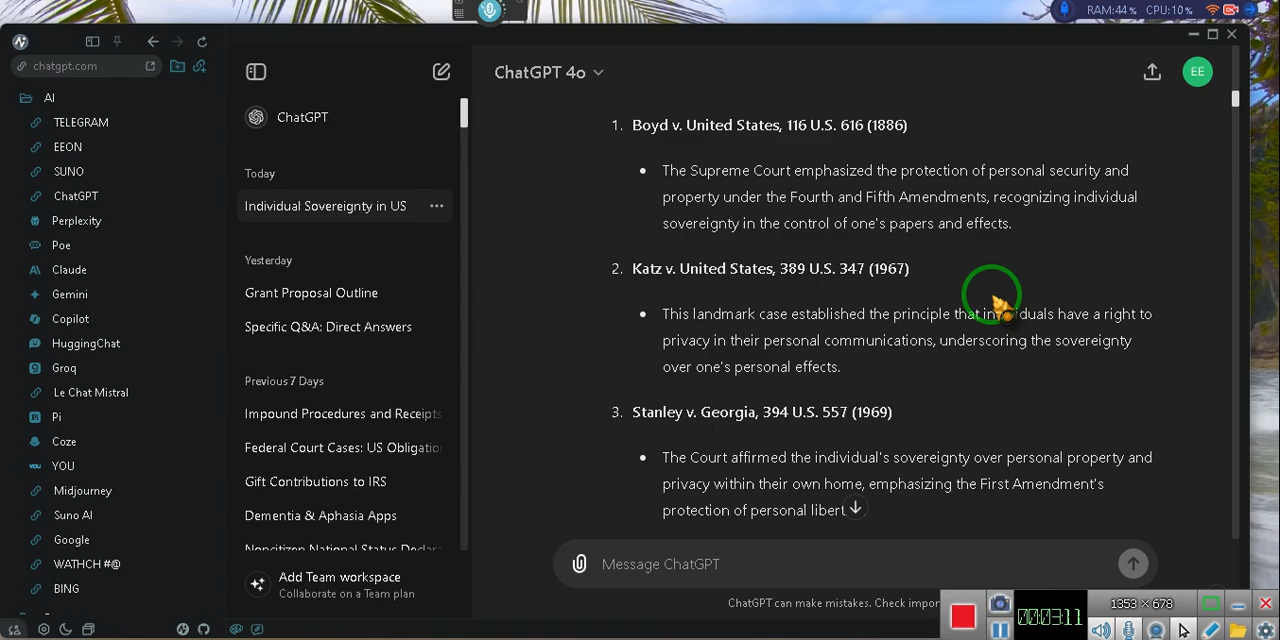 RAM:44% CPU:10%
chatgpt.com
AI
TELEGRAM
EEON
SUNO
ChatGPT
Perplexity
Poe
Claude
Gemini
Copilot
HuggingChat
Groq
Le Chat Mistral
Pi
Coze
YOU
Midjourney
Suno AI
Google
WATHCH #@
BING
ChatGPT
Today
Individual Sovereignty in US
Yesterday
Grant Proposal Outline
Specific Q&A: Direct Answers
Previous 7 Days
Impound Procedures and Receipts
Federal Court Cases: US Obligation
Gift Contributions to IRS
Dementia & Aphasia Apps
Noncitizen National Status Declara
Add Team workspace
Collaborate on a Team plan
ChatGPT 4o
EE
1. Boyd v. United States, 116 U.S. 616 (1886)
• The Supreme Court emphasized the protection of personal security and
property under the Fourth and Fifth Amendments, recognizing individual
sovereignty in the control of one's papers and effects.
2. Katz v. United States, 389 U.S. 347 (1967)
• This landmark case established the principle that individuals have a right to
privacy in their personal communications, underscoring the sovereignty
over one's personal effects.
3. Stanley v. Georgia, 394 U.S. 557 (1969)
• The Court affirmed the individual's sovereignty over personal property and
privacy within their own home, emphasizing the First Amendment's
protection of personal libert
Message ChatGPT
ChatGPT can make mistakes. Check impor
000311
1353 × 678